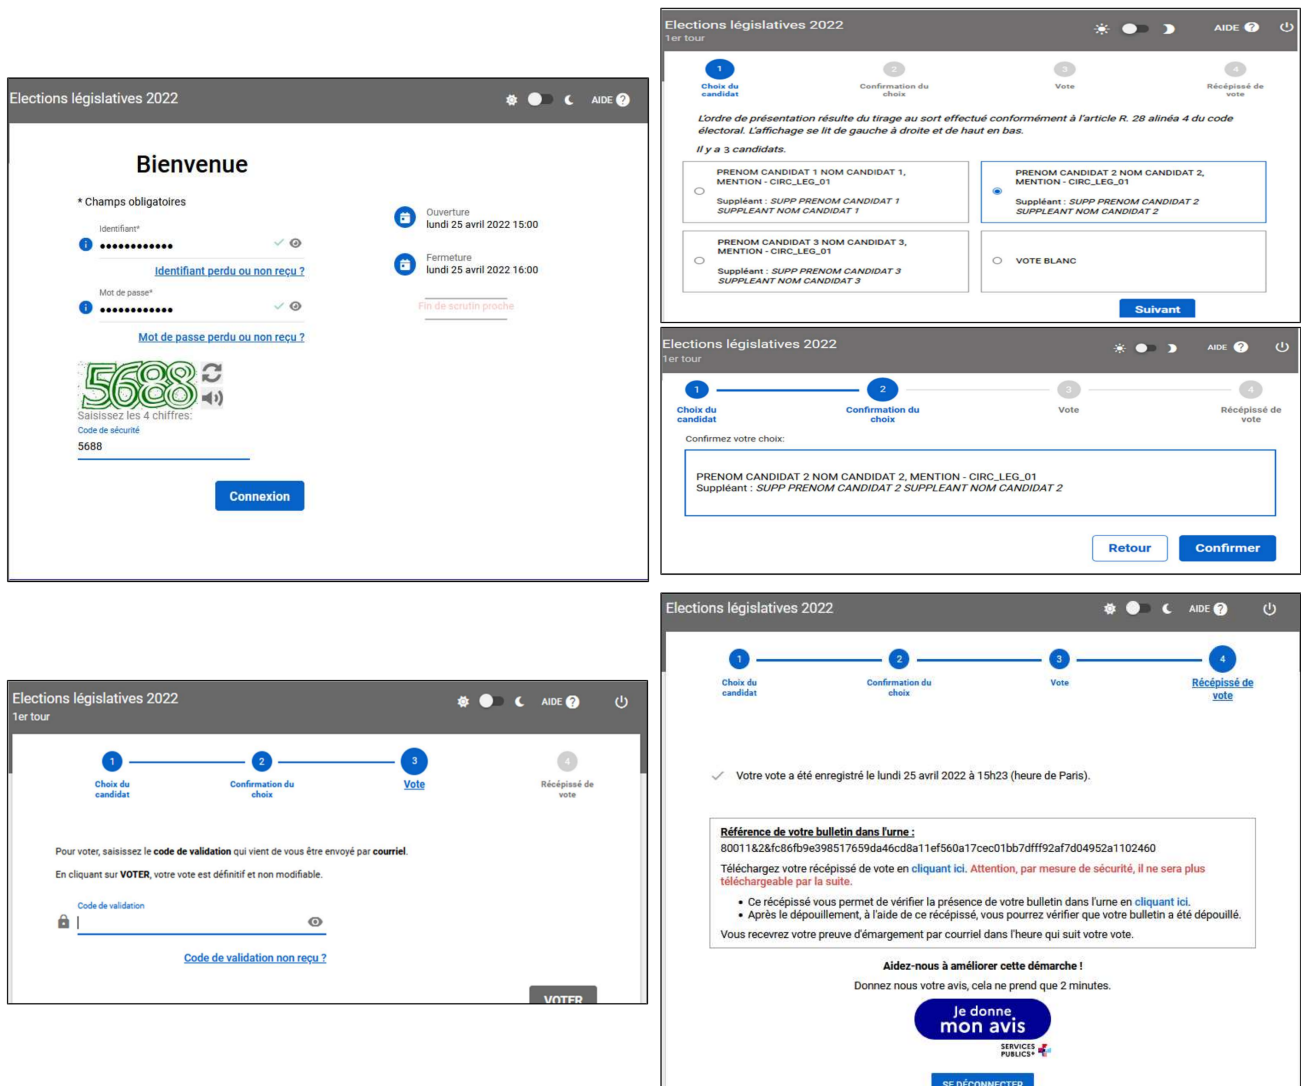 Elections législatives 2022
AIDE ?
Bienvenue
* Champs obligatoires
Identifiant*
i ••••••••••••
Identifiant perdu ou non reçu ?
Mot de passe*
i ••••••••••••
Mot de passe perdu ou non reçu ?
Ouverture
lundi 25 avril 2022 15:00
Fermeture
lundi 25 avril 2022 16:00
Fin de scrutin proche
5688
Saisissez les 4 chiffres:
Code de sécurité
5688
Connexion
Elections législatives 2022
1er tour
AIDE ?
1
2
3
4
Choix du
candidat
Confirmation du
choix
Vote
Récépissé de
vote
L'ordre de présentation résulte du tirage au sort effectué conformément à l'article R. 28 alinéa 4 du code
électoral. L'affichage se lit de gauche à droite et de haut en bas.
Il y a 3 candidats.
PRENOM CANDIDAT 1 NOM CANDIDAT 1,
MENTION - CIRC_LEG_01
Suppléant : SUPP PRENOM CANDIDAT 1
SUPPLEANT NOM CANDIDAT 1
PRENOM CANDIDAT 2 NOM CANDIDAT 2,
MENTION - CIRC_LEG_01
Suppléant : SUPP PRENOM CANDIDAT 2
SUPPLEANT NOM CANDIDAT 2
PRENOM CANDIDAT 3 NOM CANDIDAT 3,
MENTION - CIRC_LEG_01
Suppléant : SUPP PRENOM CANDIDAT 3
SUPPLEANT NOM CANDIDAT 3
VOTE BLANC
Suivant
Elections législatives 2022
1er tour
AIDE ?
1
2
3
4
Choix du
candidat
Confirmation du
choix
Vote
Récépissé de
vote
Confirmez votre choix:
PRENOM CANDIDAT 2 NOM CANDIDAT 2, MENTION - CIRC_LEG_01
Suppléant : SUPP PRENOM CANDIDAT 2 SUPPLEANT NOM CANDIDAT 2
Retour
Confirmer
Elections législatives 2022
1er tour
AIDE ?
1
2
3
4
Choix du
candidat
Confirmation du
choix
Vote
Récépissé de
vote
Pour voter, saisissez le code de validation qui vient de vous être envoyé par courriel.
En cliquant sur VOTER, votre vote est définitif et non modifiable.
Code de validation
Code de validation non reçu ?
VOTER
Elections législatives 2022
AIDE ?
1
2
3
4
Choix du
candidat
Confirmation du
choix
Vote
Récépissé de
vote
Votre vote a été enregistré le lundi 25 avril 2022 à 15h23 (heure de Paris).
Référence de votre bulletin dans l'urne :
80011&2&fc86fb9e398517659da46cd8a11ef560a17cec01bb7dfff92af7d04952a1102460
Téléchargez votre récépissé de vote en cliquant ici. Attention, par mesure de sécurité, il ne sera plus
téléchargeable par la suite.
• Ce récépissé vous permet de vérifier la présence de votre bulletin dans l'urne en cliquant ici.
• Après le dépouillement, à l'aide de ce récépissé, vous pourrez vérifier que votre bulletin a été dépouillé.
Vous recevrez votre preuve d'émargement par courriel dans l'heure qui suit votre vote.
Aidez-nous à améliorer cette démarche !
Donnez nous votre avis, cela ne prend que 2 minutes.
Je donne
mon avis
SERVICES
PUBLICS+
SE DÉCONNECTER